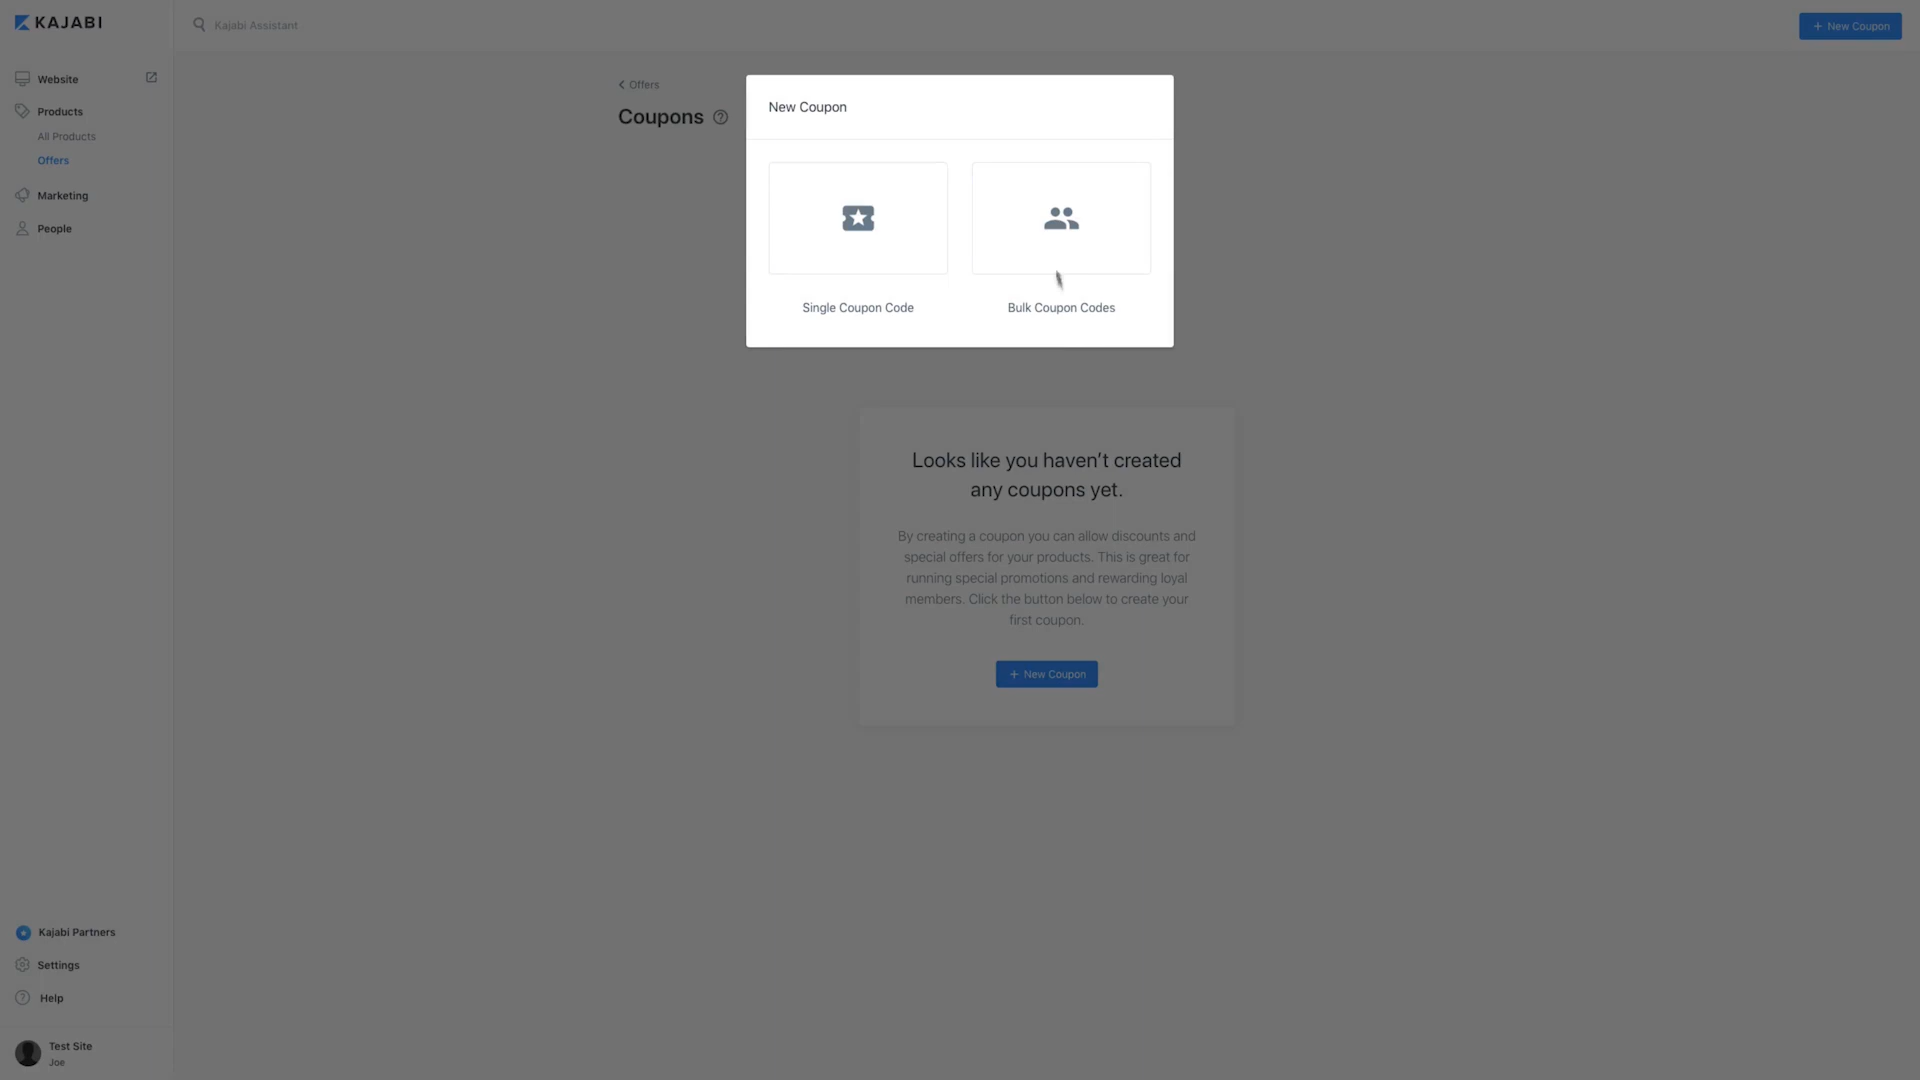 KAJABI
Kajabi Assistant
+ New Coupon
Website
Products
All Products
Offers
Marketing
People
Offers
Coupons
New Coupon
Single Coupon Code
Bulk Coupon Codes
Looks like you haven't created
any coupons yet.
By creating a coupon you can allow discounts and
special offers for your products. This is great for
running special promotions and rewarding loyal
members. Click the button below to create your
first coupon.
+ New Coupon
Kajabi Partners
Settings
Help
Test Site
Joe